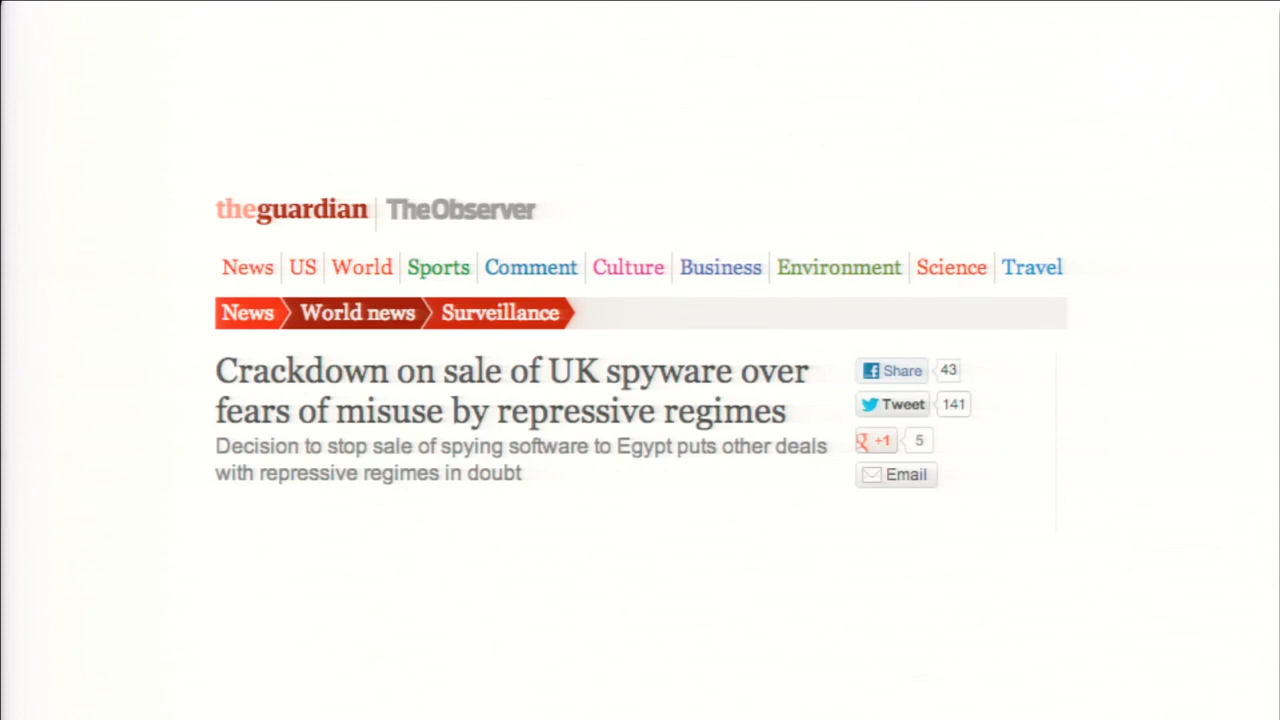 theguardian TheObserver
News US World Sports Comment Culture Business Environment Science Travel
News World news Surveillance
Crackdown on sale of UK spyware over
fears of misuse by repressive regimes
Decision to stop sale of spying software to Egypt puts other deals
with repressive regimes in doubt
Share 43
Tweet 141
+1 5
Email